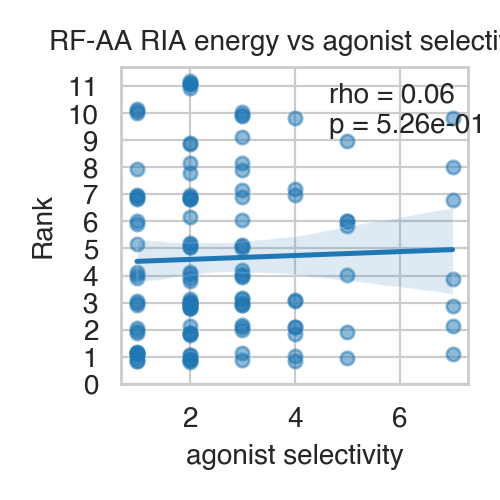 RF-AA RIA energy vs agonist selectiv
rho = 0.06
p = 5.26e-01
Rank
11
10
9
8
7
6
5
4
3
2
1
0
2 4 6
agonist selectivity